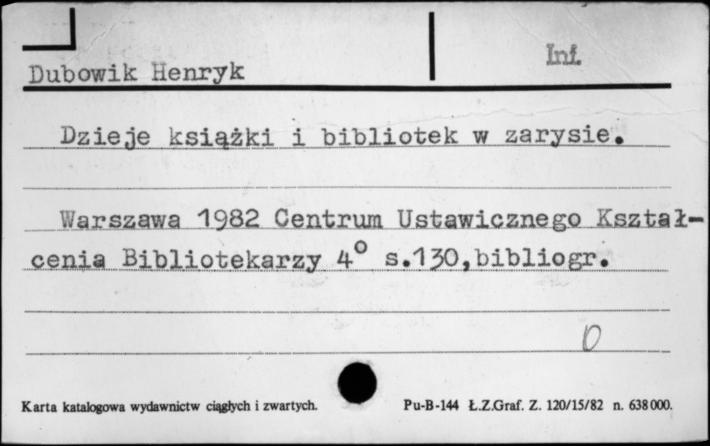 Inf.
Dubowik Henryk
Dzieje książki i bibliotek w zarysie.
Warszawa 1982 Centrum Ustawicznego Kształ-
cenia Bibliotekarzy 4° s.130,bibliogr.
0
Karta katalogowa wydawnictw ciągłych i zwartych. Pu-B-144 Ł.Z.Graf. Z. 120/15/82 n. 638000.